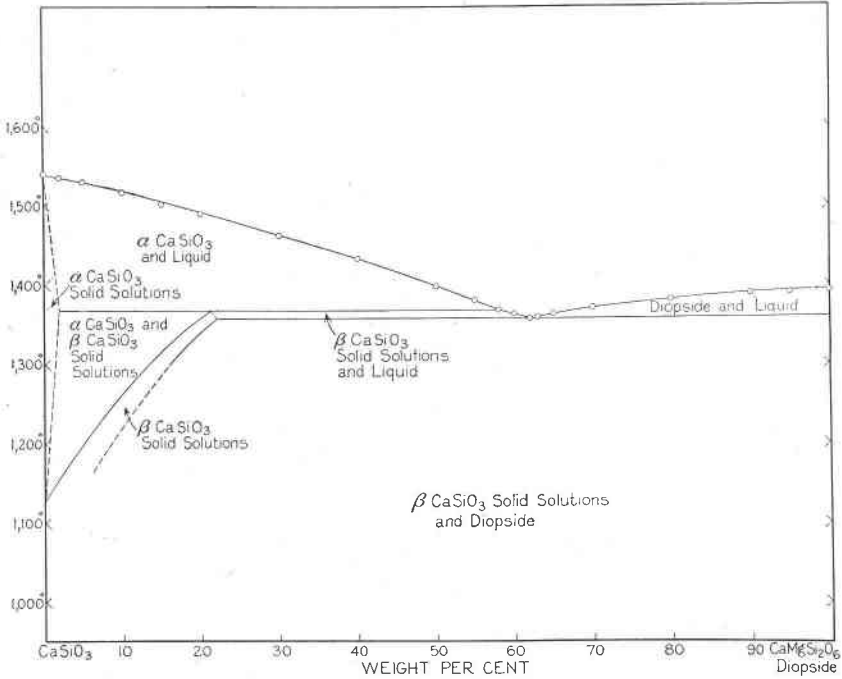 1,600°
1,500°
1,400°
1,300°
1,200°
1,100°
1,000°
α CaSiO₃
and Liquid
α CaSiO₃
Solid Solutions
α CaSiO₃ and
β CaSiO₃
Solid
Solutions
β CaSiO₃
Solid Solutions
β CaSiO₃
Solid Solutions
and Liquid
Diopside and Liquid
β CaSiO₃ Solid Solutions
and Diopside
CaSiO₃ 10 20 30 40 50 60 70 80 90 CaMgSi₂O₆
WEIGHT PER CENT Diopside